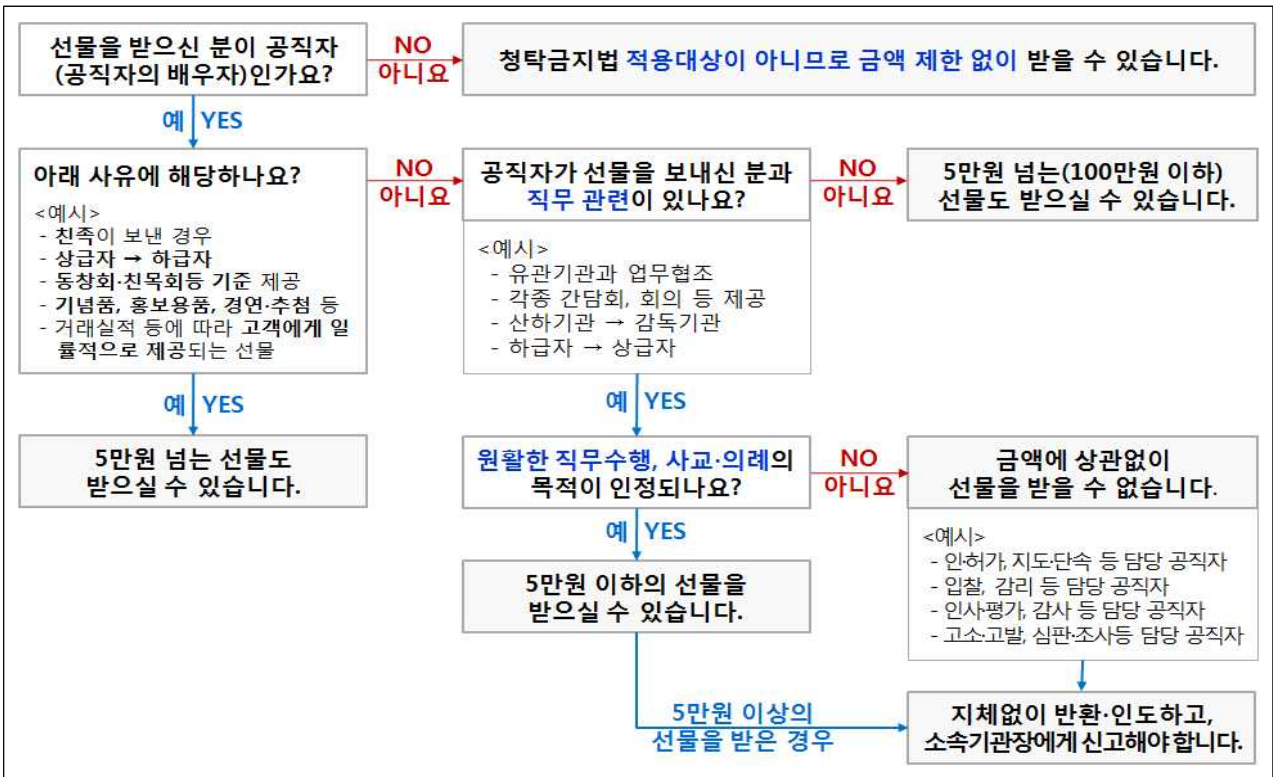 선물을 받으신 분이 공직자
(공직자의 배우자)인가요?
NO
아니요
청탁금지법 적용대상이 아니므로 금액 제한 없이 받을 수 있습니다.
예 YES
아래 사유에 해당하나요?
<예시>
- 친족이 보낸 경우
- 상급자 → 하급자
- 동창회·친목회등 기준 제공
- 기념품, 홍보용품, 경연·추첨 등
- 거래실적 등에 따라 고객에게 일
률적으로 제공되는 선물
NO
아니요
공직자가 선물을 보내신 분과
직무 관련이 있나요?
<예시>
- 유관기관과 업무협조
- 각종 간담회, 회의 등 제공
- 산하기관 → 감독기관
- 하급자 → 상급자
NO
아니요
5만원 넘는(100만원 이하)
선물도 받으실 수 있습니다.
예 YES
5만원 넘는 선물도
받으실 수 있습니다.
예 YES
원활한 직무수행, 사교·의례의
목적이 인정되나요?
NO
아니요
금액에 상관없이
선물을 받을 수 없습니다.
<예시>
- 인·허가, 지도·단속 등 담당 공직자
- 입찰, 감리 등 담당 공직자
- 인사·평가, 감사 등 담당 공직자
- 고소·고발, 심판·조사등 담당 공직자
예 YES
5만원 이하의 선물을
받으실 수 있습니다.
5만원 이상의
선물을 받은 경우
지체없이 반환·인도하고,
소속기관장에게 신고해야 합니다.